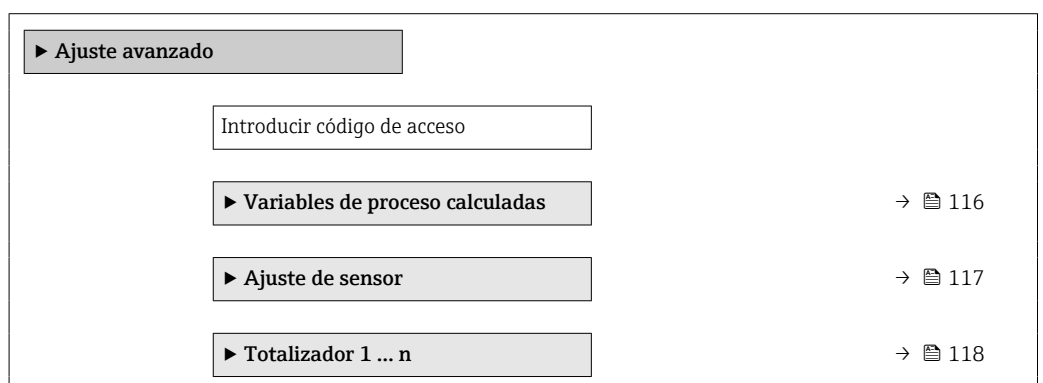 ▶ Ajuste avanzado
Introducir código de acceso
▶ Variables de proceso calculadas → 116
▶ Ajuste de sensor → 117
▶ Totalizador 1 … n → 118